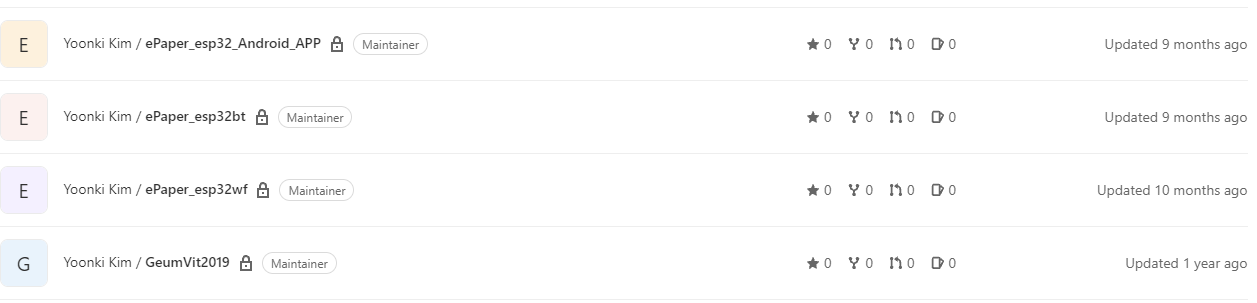 E Yoonki Kim / ePaper_esp32_Android_APP Maintainer 0 0 0 0 Updated 9 months ago
E Yoonki Kim / ePaper_esp32bt Maintainer 0 0 0 0 Updated 9 months ago
E Yoonki Kim / ePaper_esp32wf Maintainer 0 0 0 0 Updated 10 months ago
G Yoonki Kim / GeumVit2019 Maintainer 0 0 0 0 Updated 1 year ago